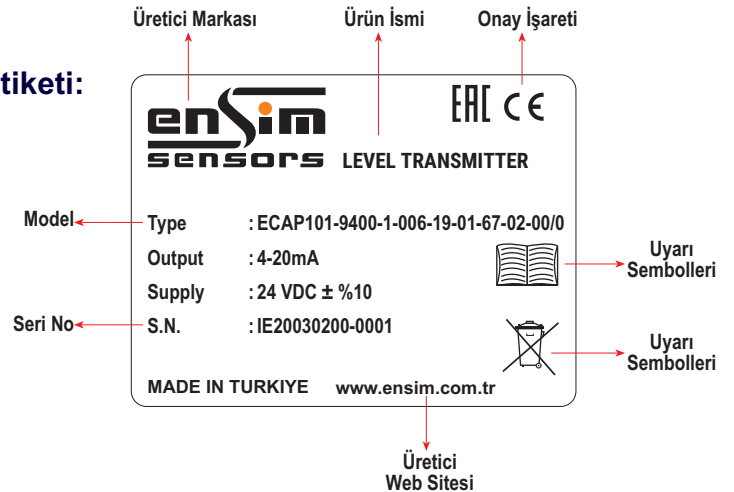 Üretici Markası Ürün İsmi Onay İşareti
tiketi:
ensim
sensors
EAC CE
LEVEL TRANSMITTER
Model
Type : ECAP101-9400-1-006-19-01-67-02-00/0
Output : 4-20mA
Uyarı
Sembolleri
Supply : 24 VDC ± %10
Seri No
S.N. : IE20030200-0001
Uyarı
Sembolleri
MADE IN TURKIYE www.ensim.com.tr
Üretici
Web Sitesi